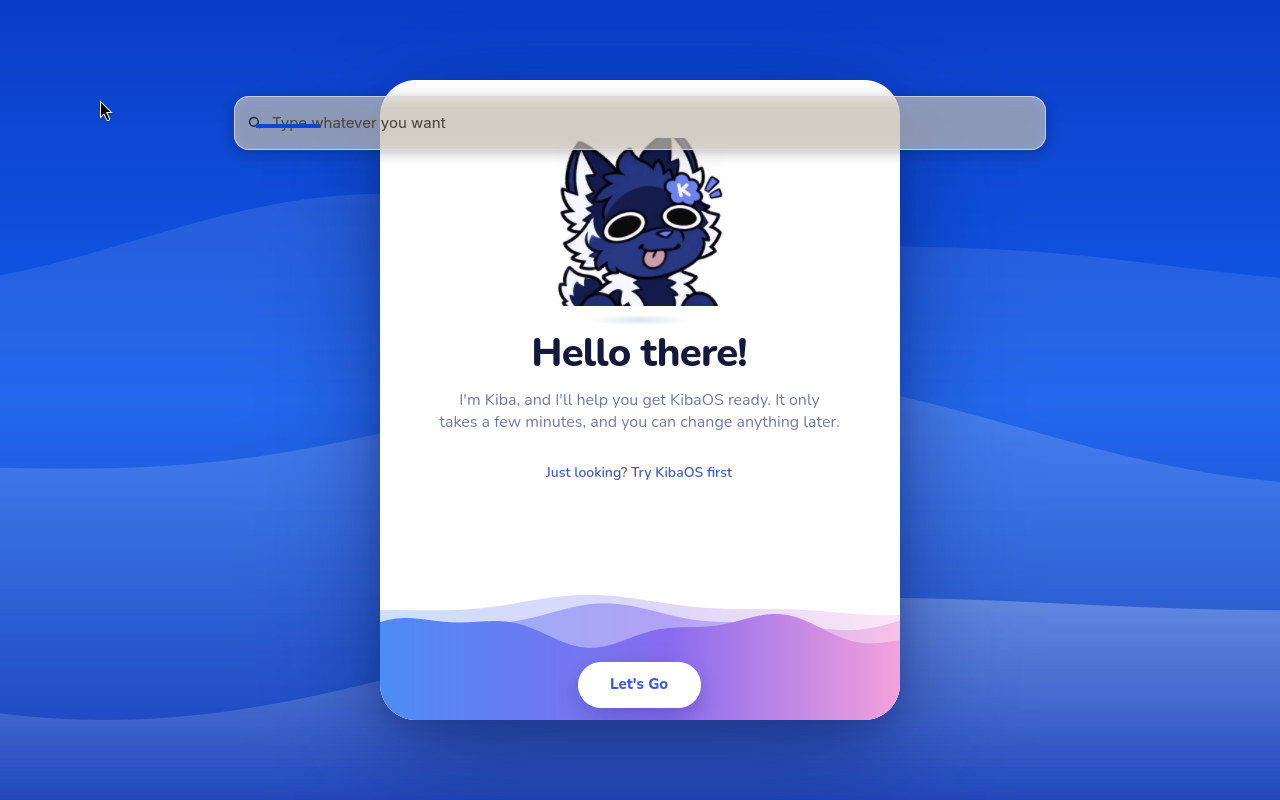 Type whatever you want
K
Hello there!
I'm Kiba, and I'll help you get KibaOS ready. It only
takes a few minutes, and you can change anything later.
Just looking? Try KibaOS first
Let's Go